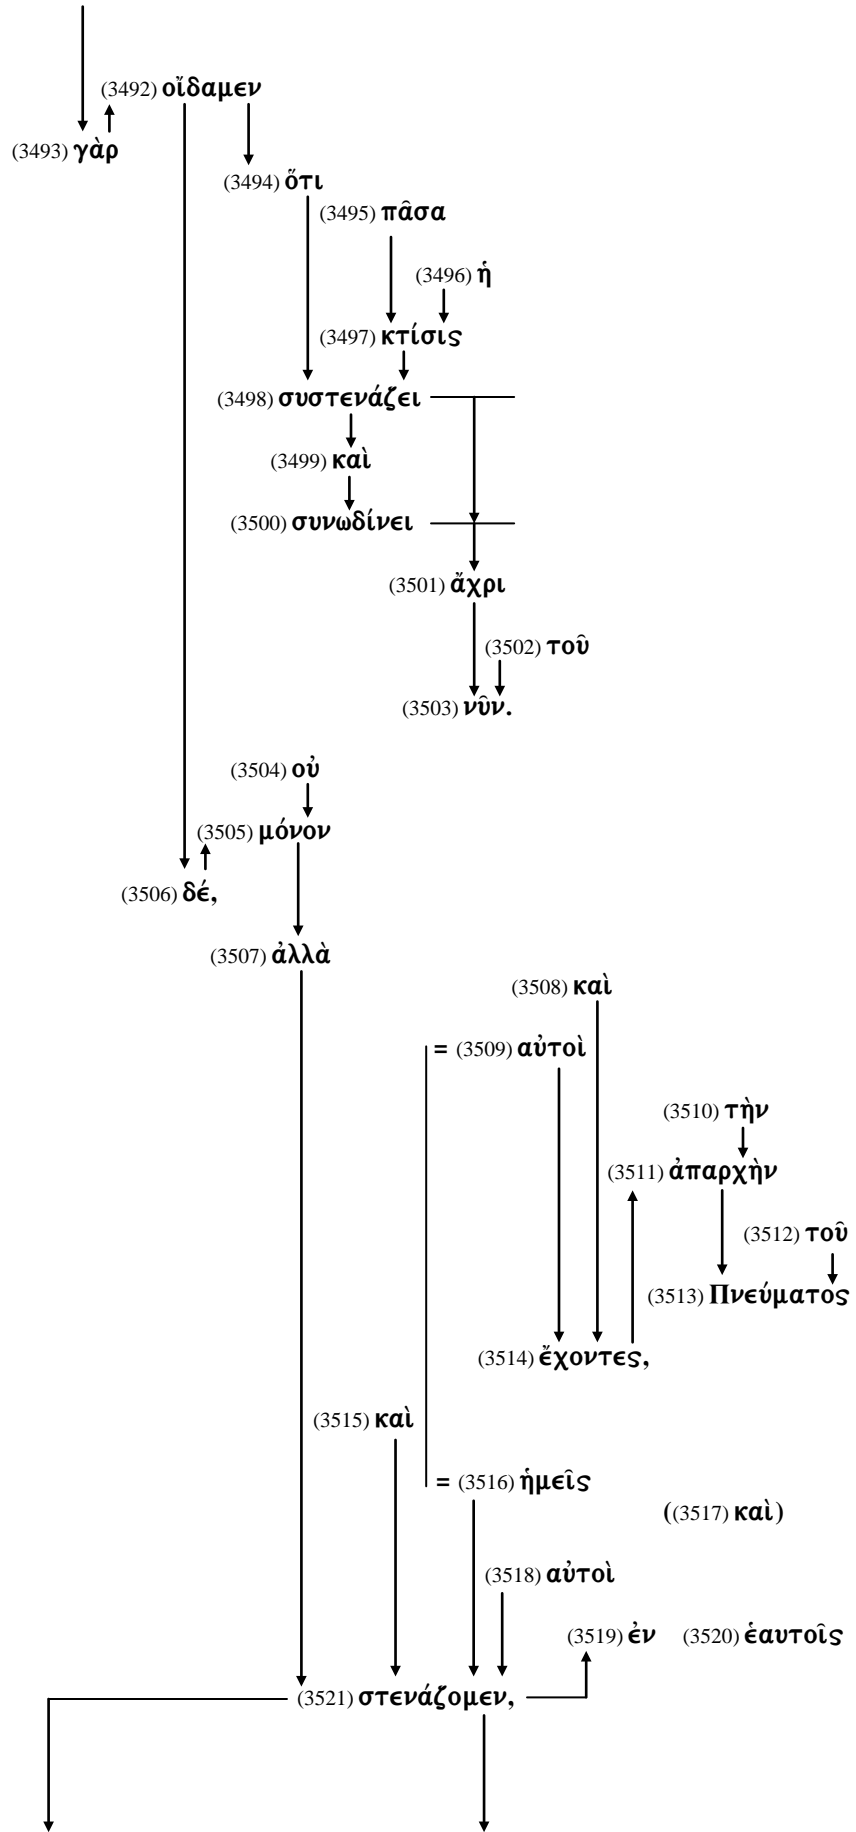 (3492) οἴδαμεν
(3493) γὰρ
(3494) ὅτι
(3495) πᾶσα
(3496) ἡ
(3497) κτίσις
(3498) συστενάζει
(3499) καὶ
(3500) συνωδίνει
(3501) ἄχρι
(3502) τοῦ
(3503) νῦν.
(3504) οὐ
(3505) μόνον
(3506) δέ,
(3507) ἀλλὰ
(3508) καὶ
= (3509) αὐτοὶ
(3510) τὴν
(3511) ἀπαρχὴν
(3512) τοῦ
(3513) Πνεύματος
(3514) ἔχοντες,
(3515) καὶ
= (3516) ἡμεῖς
((3517) καὶ)
(3518) αὐτοὶ
(3519) ἐν (3520) ἑαυτοῖς
(3521) στενάζομεν,